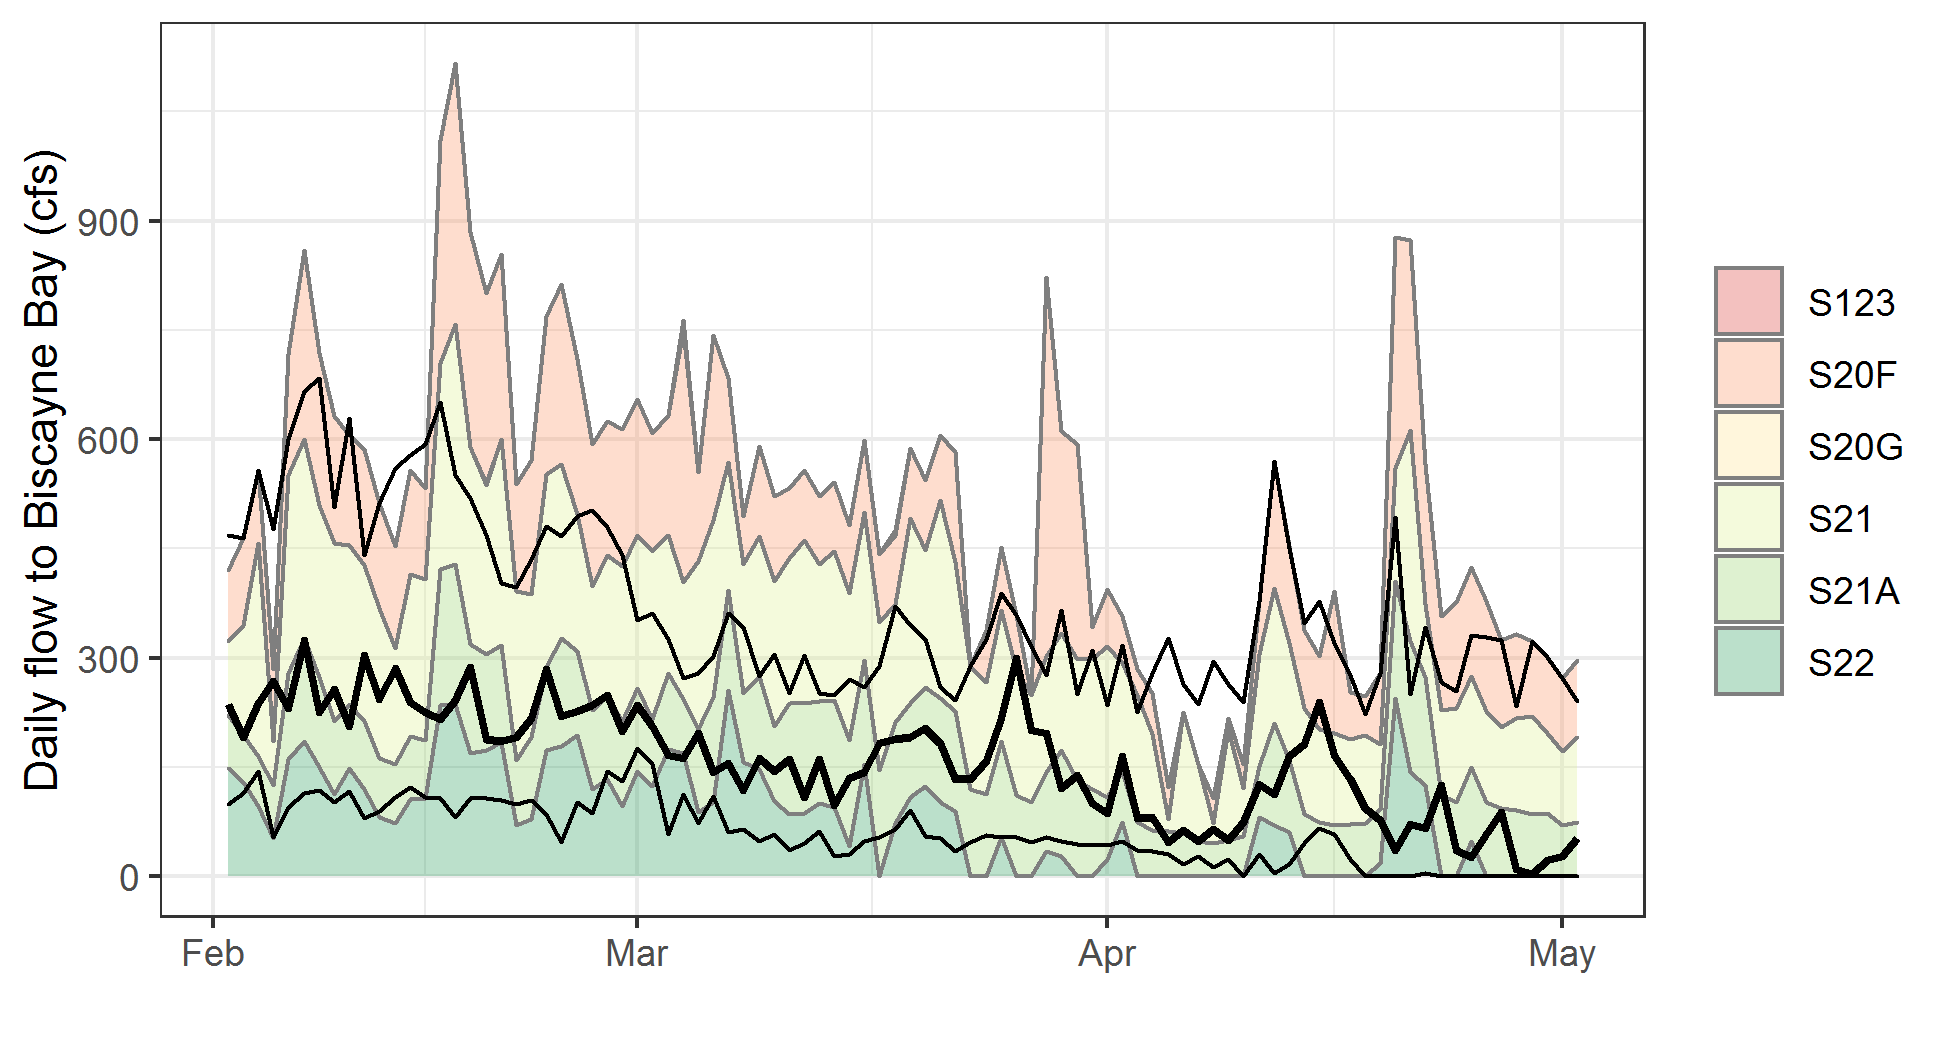 Daily flow to Biscayne Bay (cfs)
900
600
300
0
Feb
Mar
Apr
May
S123
S20F
S20G
S21
S21A
S22